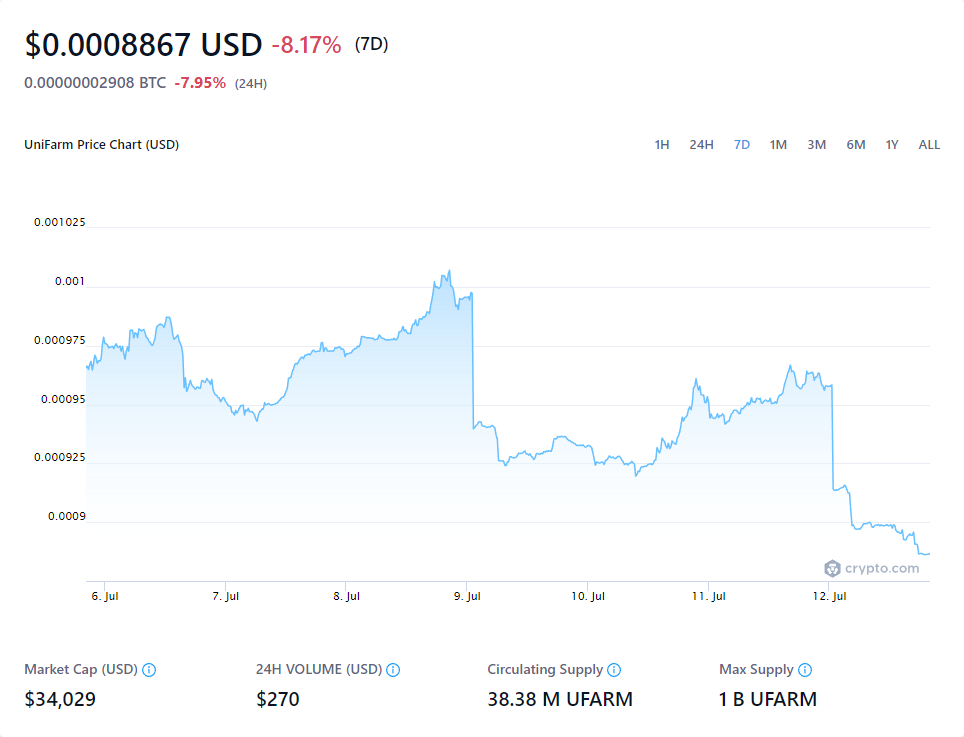 $0.0008867 USD -8.17% (7D)
0.00000002908 BTC -7.95% (24H)
UniFarm Price Chart (USD)
1H 24H 7D 1M 3M 6M 1Y ALL
0.001025
0.001
0.000975
0.00095
0.000925
0.0009
crypto.com
6. Jul 7. Jul 8. Jul 9. Jul 10. Jul 11. Jul 12. Jul
Market Cap (USD) 24H VOLUME (USD) Circulating Supply Max Supply
$34,029 $270 38.38 M UFARM 1 B UFARM